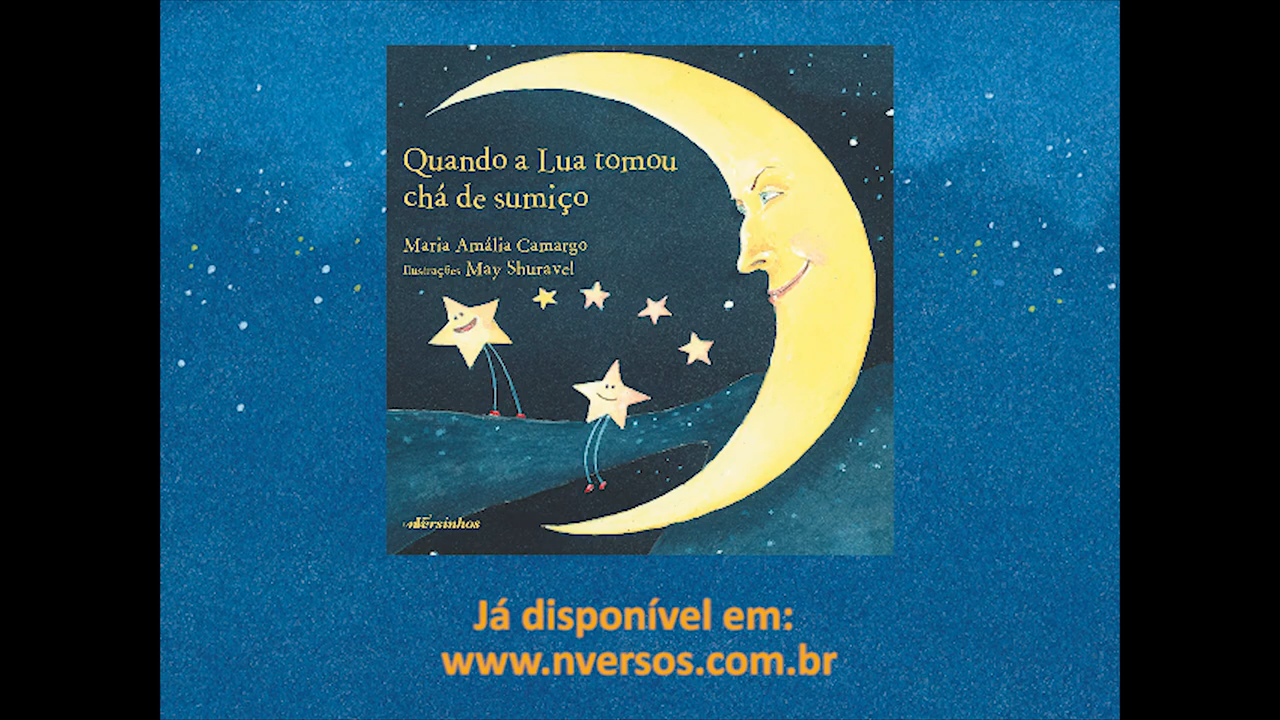 Quando a Lua tomou
chá de sumiço
Maria Amália Camargo
Ilustrações May Shuravel
nVersinhos
Já disponível em:
www.nversos.com.br